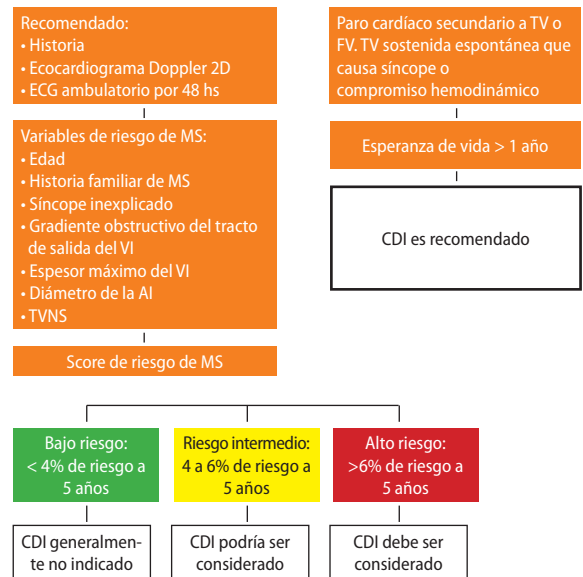 Recomendado:
• Historia
• Ecocardiograma Doppler 2D
• ECG ambulatorio por 48 hs
Variables de riesgo de MS:
• Edad
• Historia familiar de MS
• Síncope inexplicado
• Gradiente obstructivo del tracto
de salida del VI
• Espesor máximo del VI
• Diámetro de la AI
• TVNS
Score de riesgo de MS
Paro cardíaco secundario a TV o
FV. TV sostenida espontánea que
causa síncope o
compromiso hemodinámico
Esperanza de vida > 1 año
CDI es recomendado
Bajo riesgo:
< 4% de riesgo a
5 años
CDI generalmen-
te no indicado
Riesgo intermedio:
4 a 6% de riesgo a
5 años
CDI podría ser
considerado
Alto riesgo:
>6% de riesgo a
5 años
CDI debe ser
considerado